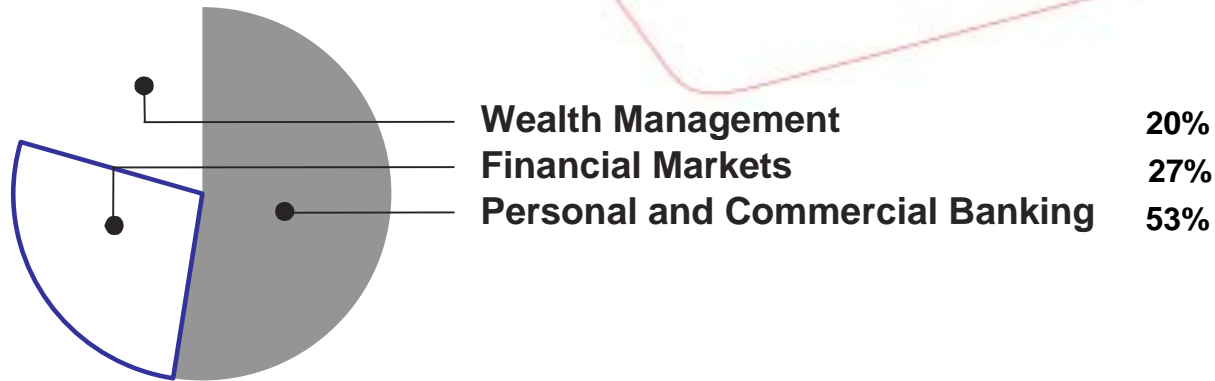 Wealth Management 20%
Financial Markets 27%
Personal and Commercial Banking 53%